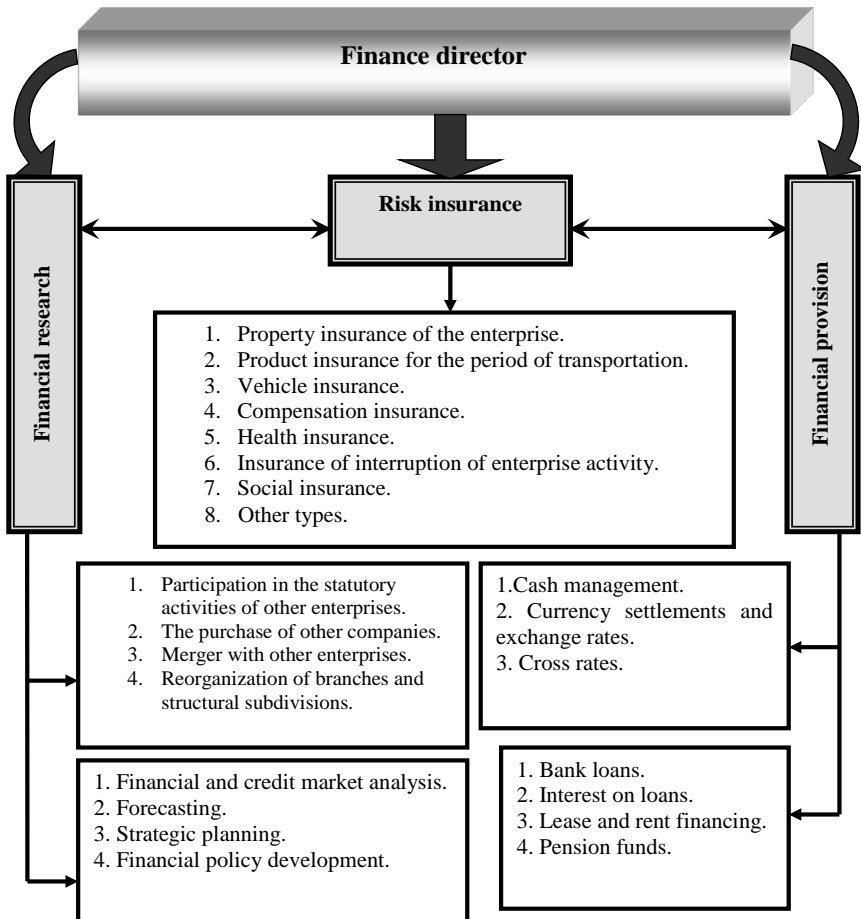 Finance director
Risk insurance
Financial research
Financial provision
1. Property insurance of the enterprise.
2. Product insurance for the period of transportation.
3. Vehicle insurance.
4. Compensation insurance.
5. Health insurance.
6. Insurance of interruption of enterprise activity.
7. Social insurance.
8. Other types.
1. Participation in the statutory
activities of other enterprises.
2. The purchase of other companies.
3. Merger with other enterprises.
4. Reorganization of branches and
structural subdivisions.
1.Cash management.
2. Currency settlements and
exchange rates.
3. Cross rates.
1. Financial and credit market analysis.
2. Forecasting.
3. Strategic planning.
4. Financial policy development.
1. Bank loans.
2. Interest on loans.
3. Lease and rent financing.
4. Pension funds.